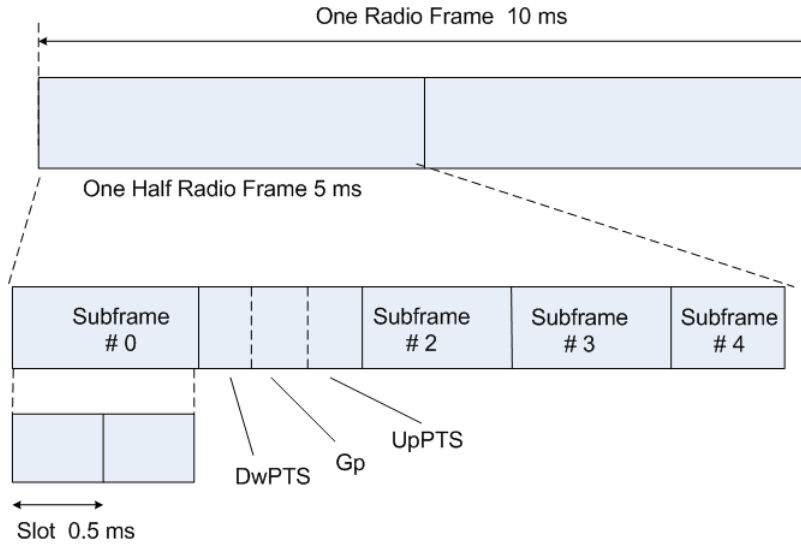 One Radio Frame 10 ms
One Half Radio Frame 5 ms
Subframe
# 0
Subframe
# 2
Subframe
# 3
Subframe
# 4
DwPTS
Gp
UpPTS
Slot 0.5 ms